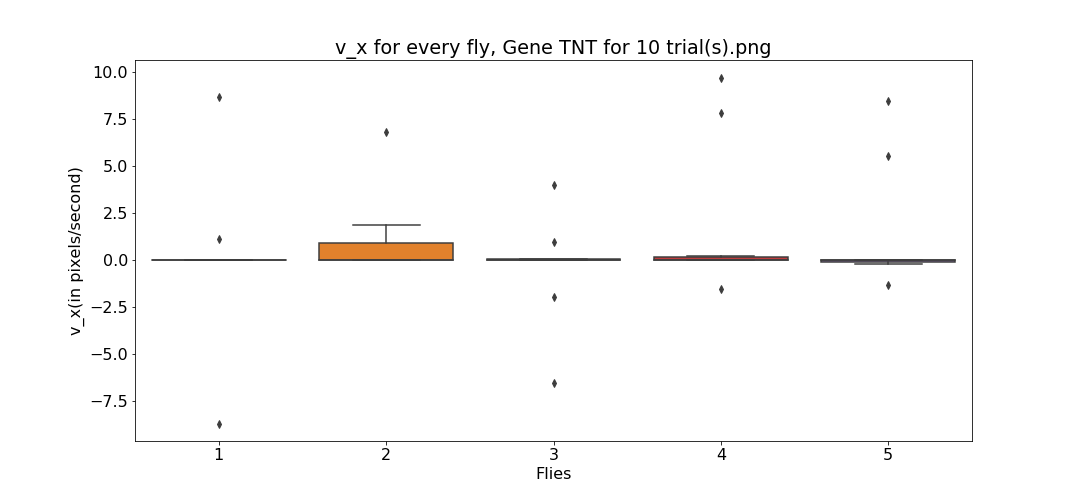 v_x for every fly, Gene TNT for 10 trial(s).png
10.0
7.5
5.0
2.5
0.0
−2.5
−5.0
−7.5
v_x(in pixels/second)
1 2 3 4 5
Flies